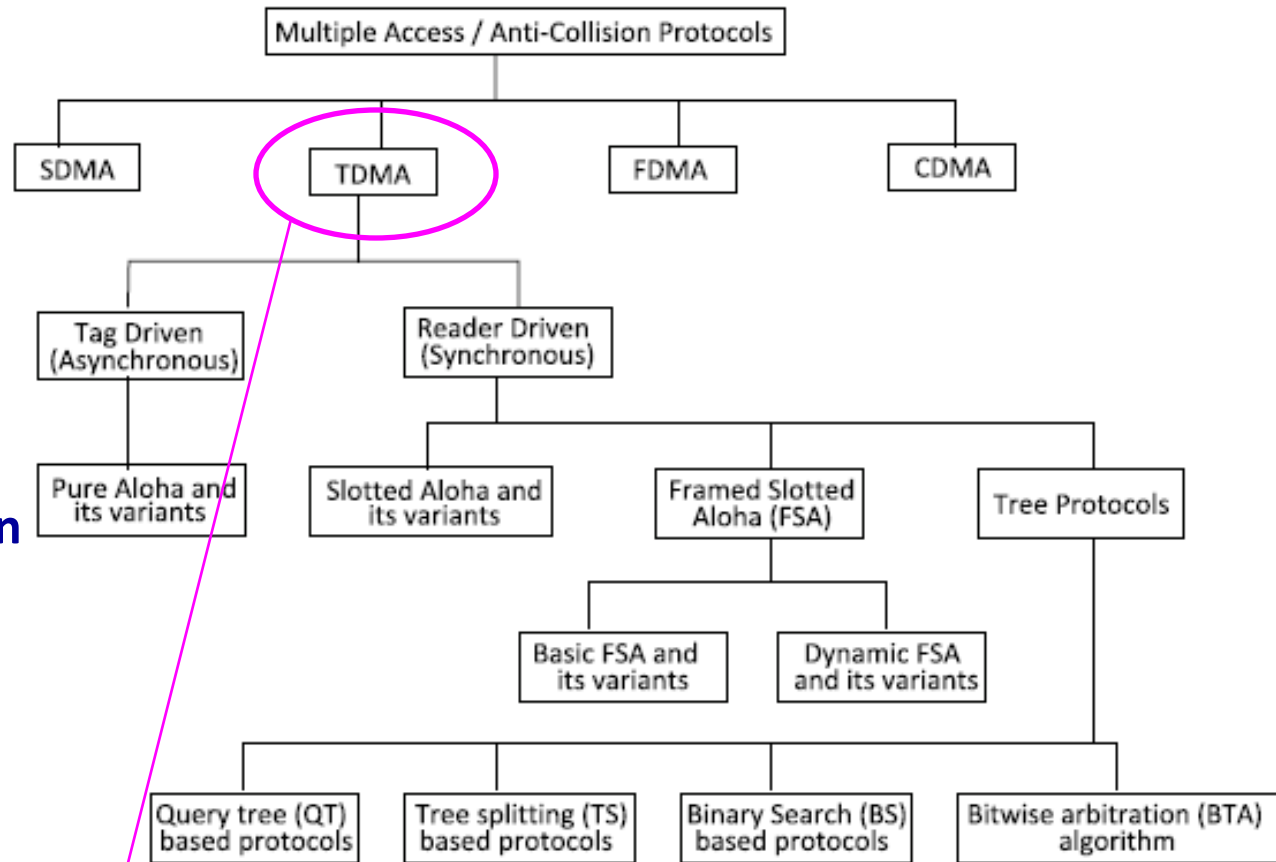 Multiple Access / Anti-Collision Protocols
SDMA
TDMA
FDMA
CDMA
Tag Driven
(Asynchronous)
Reader Driven
(Synchronous)
Pure Aloha and
its variants
Slotted Aloha and
its variants
Framed Slotted
Aloha (FSA)
Tree Protocols
n
Basic FSA and
its variants
Dynamic FSA
and its variants
Query tree (QT)
based protocols
Tree splitting (TS)
based protocols
Binary Search (BS)
based protocols
Bitwise arbitration (BTA)
algorithm